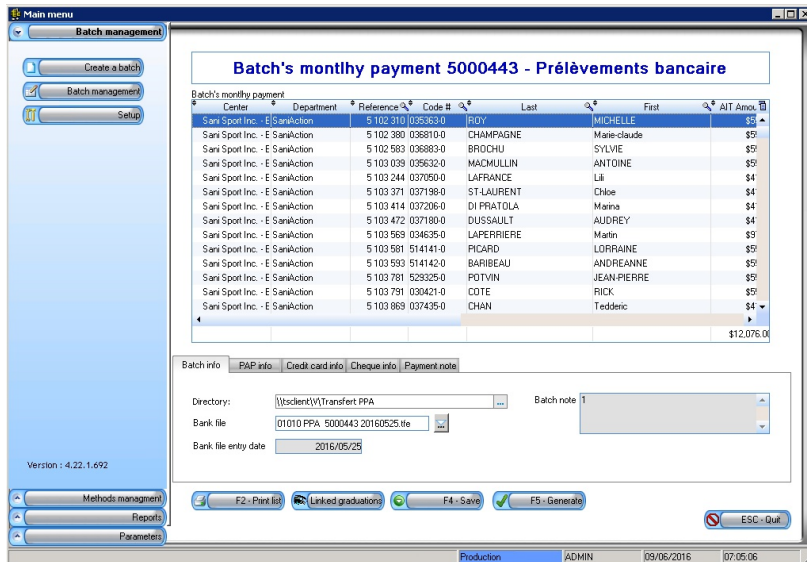 Main menu
Batch management
Create a batch
Batch management
Setup
Batch's montlhy payment 5000443 - Prélèvements bancaire
Batch's montlhy payment
Center Department Reference Code # Last First AIT Amou
Sani Sport Inc. - E SaniAction 5 102 310 035363-0 ROY MICHELLE
Sani Sport Inc. - E SaniAction 5 102 380 036810-0 CHAMPAGNE Marie-claude
Sani Sport Inc. - E SaniAction 5 102 583 036883-0 BROCHU SYLVIE
Sani Sport Inc. - E SaniAction 5 103 039 035632-0 MACMULLIN ANTOINE
Sani Sport Inc. - E SaniAction 5 103 244 037050-0 LAFRANCE Lili
Sani Sport Inc. - E SaniAction 5 103 371 037198-0 ST-LAURENT Chloe
Sani Sport Inc. - E SaniAction 5 103 414 037206-0 DI PRATOLA Marina
Sani Sport Inc. - E SaniAction 5 103 472 037180-0 DUSSAULT AUDREY
Sani Sport Inc. - E SaniAction 5 103 569 034635-0 LAPERRIERE Martin
Sani Sport Inc. - E SaniAction 5 103 581 514141-0 PICARD LORRAINE
Sani Sport Inc. - E SaniAction 5 103 593 514142-0 BARIBEAU ANDREANNE
Sani Sport Inc. - E SaniAction 5 103 781 529325-0 POTVIN JEAN-PIERRE
Sani Sport Inc. - E SaniAction 5 103 791 030421-0 COTE RICK
Sani Sport Inc. - E SaniAction 5 103 869 037435-0 CHAN Tedderic
$12,076.00
Batch info PAP info Credit card info Cheque info Payment note
Directory: \\tsclient\V\Transfert PPA ... Batch note 1
Bank file 01010 PPA 5000443 20160525.tfe
Bank file entry date 2016/05/25
Version : 4.22.1.692
Methods managment
Reports
Parameters
F2 - Print list Linked graduations F4 - Save F5 - Generate
ESC - Quit
Production ADMIN 09/06/2016 07:05:06